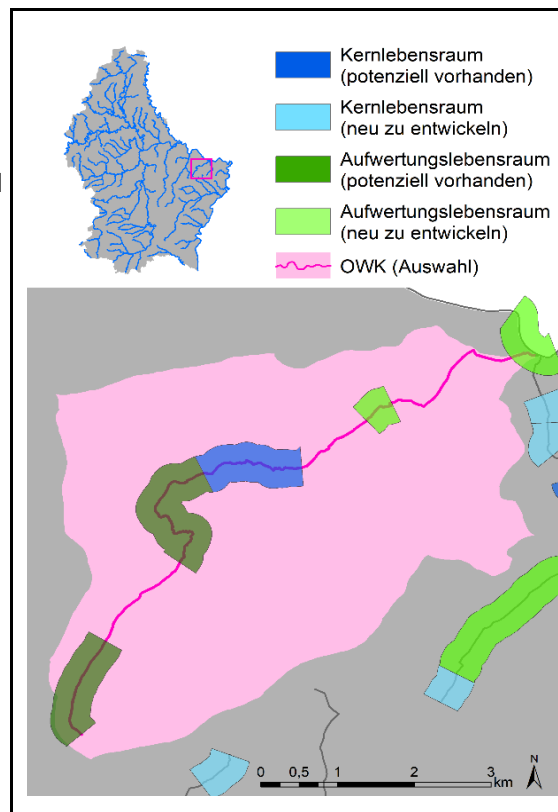 Kernlebensraum
(potenziell vorhanden)
Kernlebensraum
(neu zu entwickeln)
Aufwertungslebensraum
(potenziell vorhanden)
Aufwertungslebensraum
(neu zu entwickeln)
OWK (Auswahl)
N
0 0,5 1 2 3
km